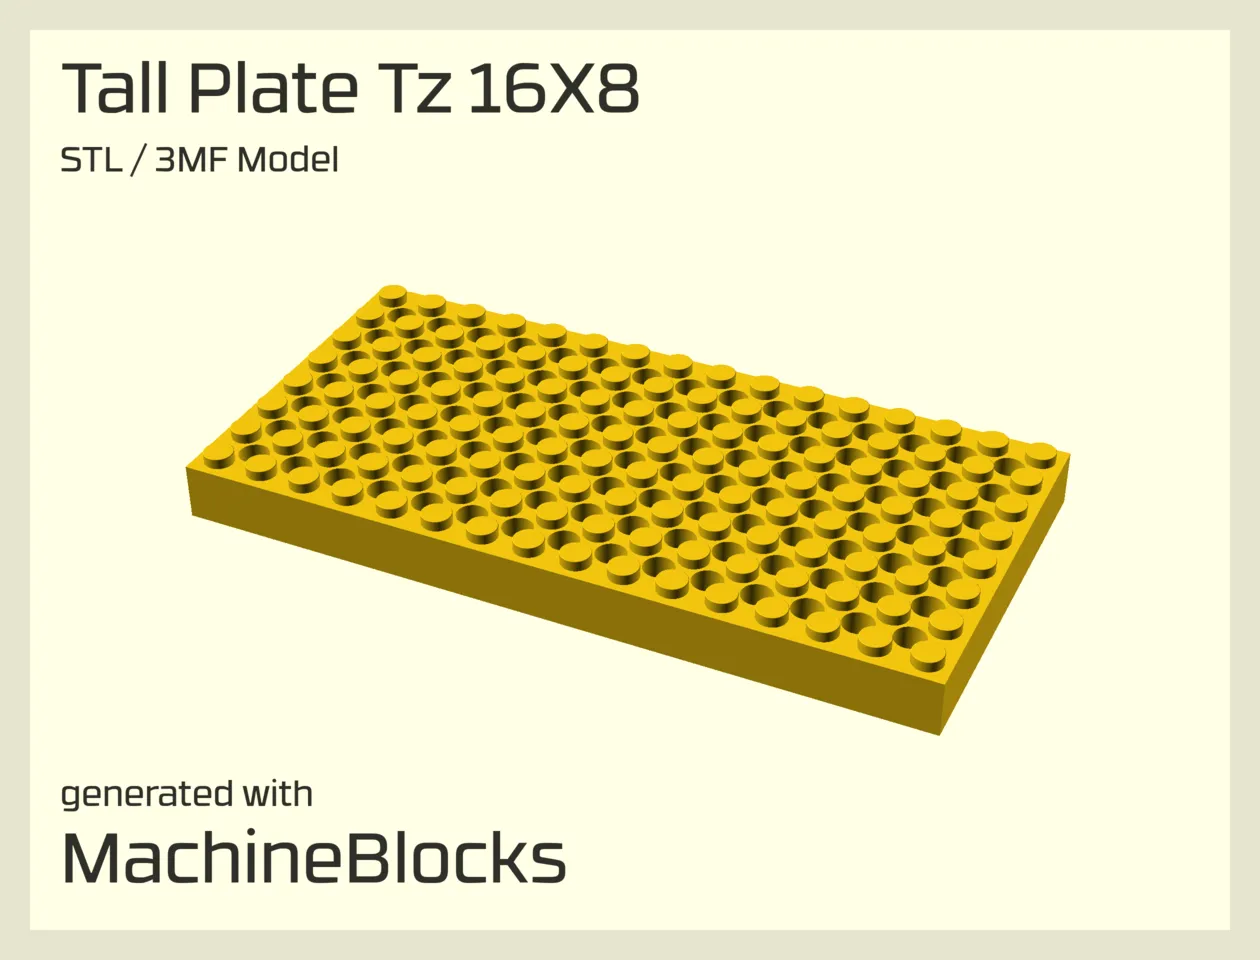 Tall Plate Tz 16X8
STL / 3MF Model
generated with
MachineBlocks